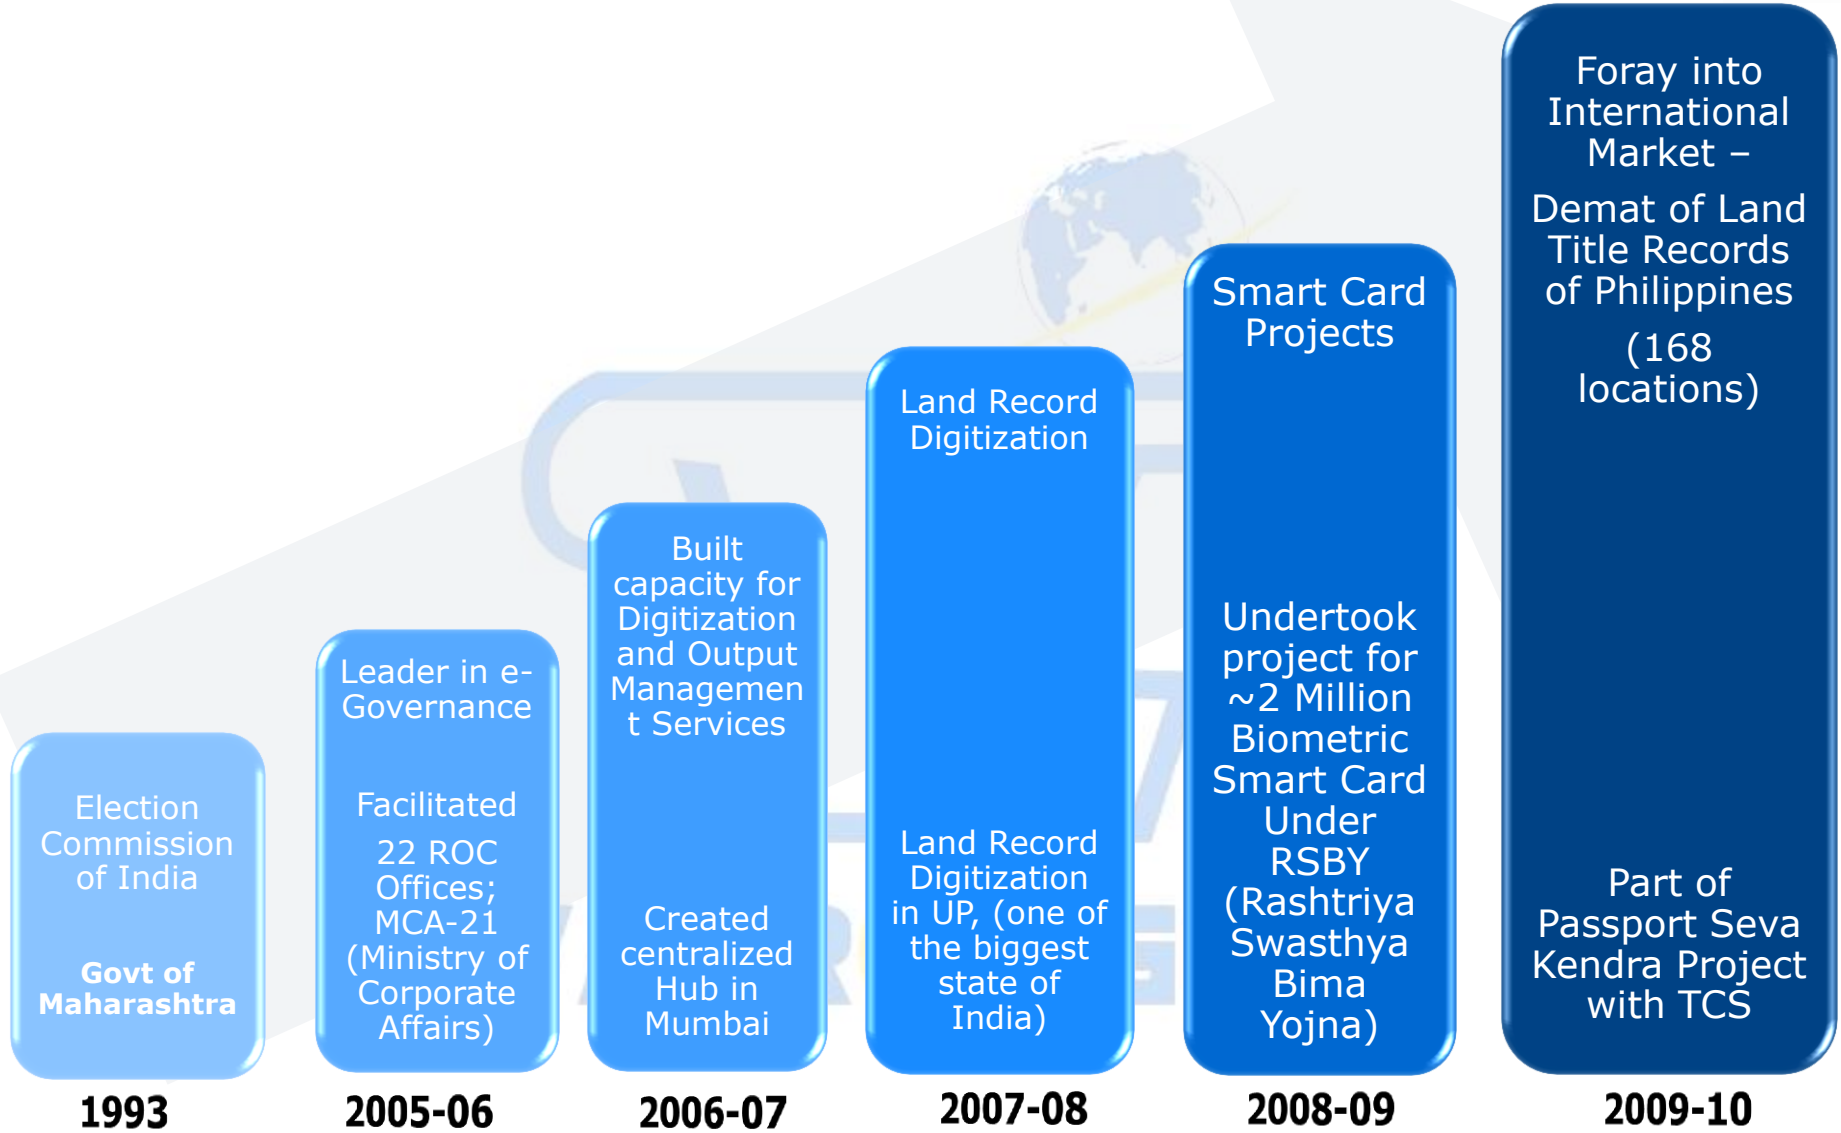 Election
Commission
of India
Govt of
Maharashtra
1993
Leader in e-
Governance
Facilitated
22 ROC
Offices;
MCA-21
(Ministry of
Corporate
Affairs)
2005-06
Built
capacity for
Digitization
and Output
Managemen
t Services
Created
centralized
Hub in
Mumbai
2006-07
Land Record
Digitization
Land Record
Digitization
in UP, (one of
the biggest
state of
India)
2007-08
Smart Card
Projects
Undertook
project for
~2 Million
Biometric
Smart Card
Under
RSBY
(Rashtriya
Swasthya
Bima
Yojna)
2008-09
Foray into
International
Market –
Demat of Land
Title Records
of Philippines
(168
locations)
Part of
Passport Seva
Kendra Project
with TCS
2009-10